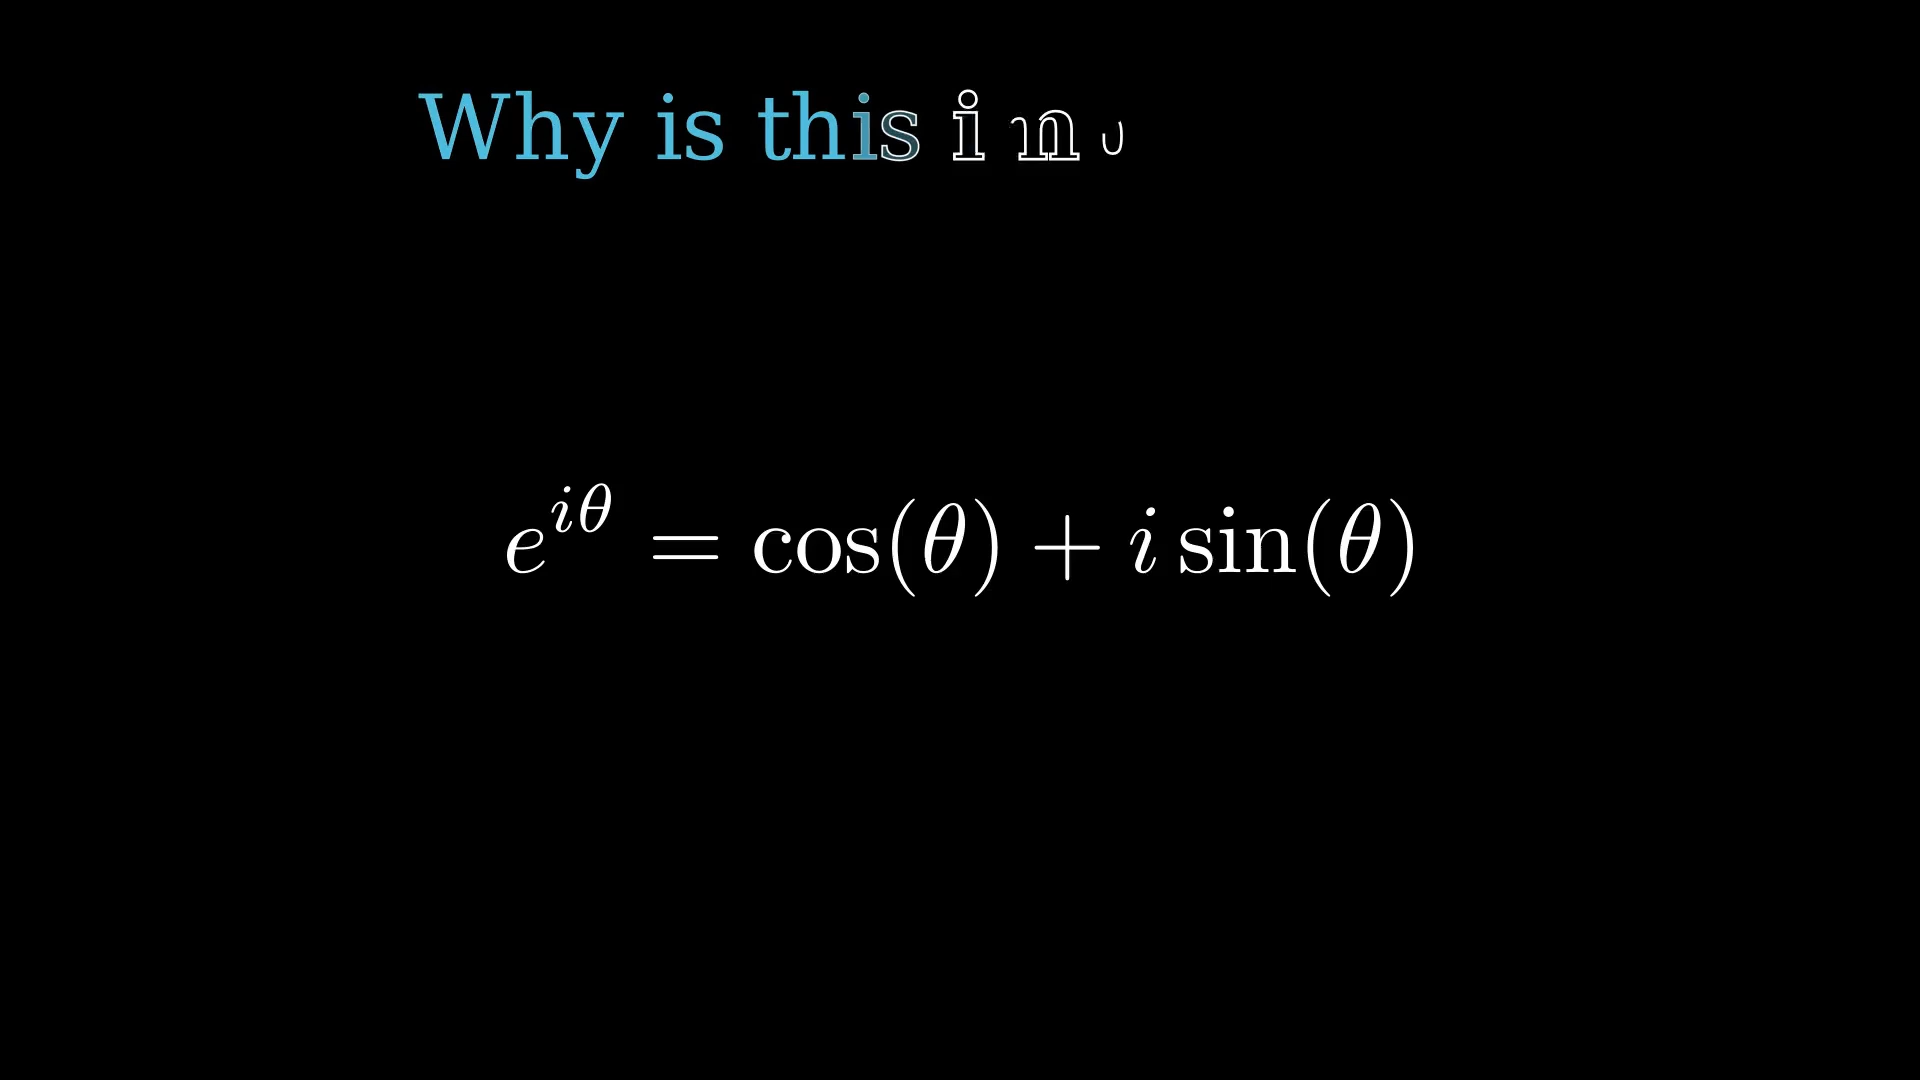 Why is this
e^{iθ} = cos(θ) + i sin(θ)